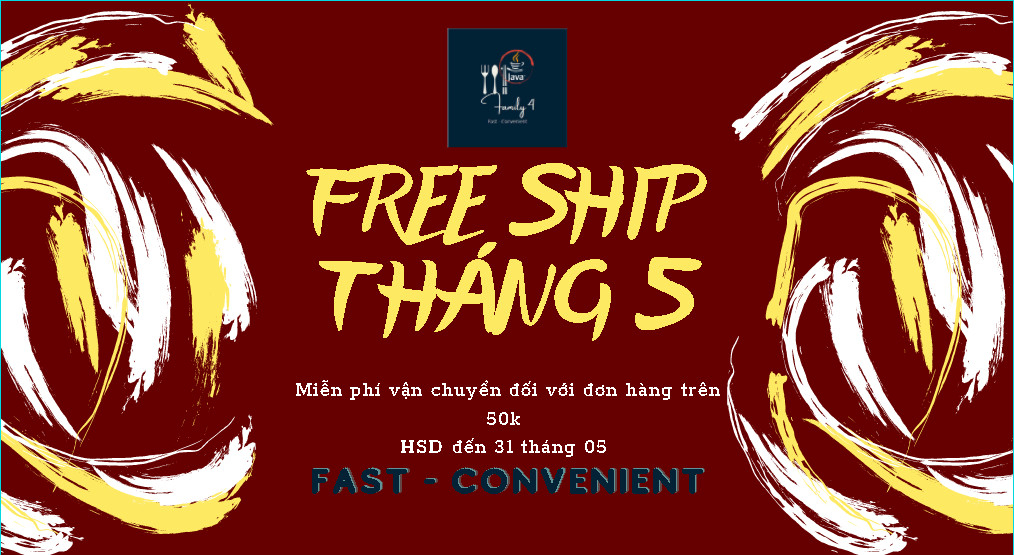 Java
Family 4
Fast - Convenient
FREE SHIP
THÁNG 5
Miễn phí vận chuyển đối với đơn hàng trên
50k
HSD đến 31 tháng 05
FAST - CONVENIENT